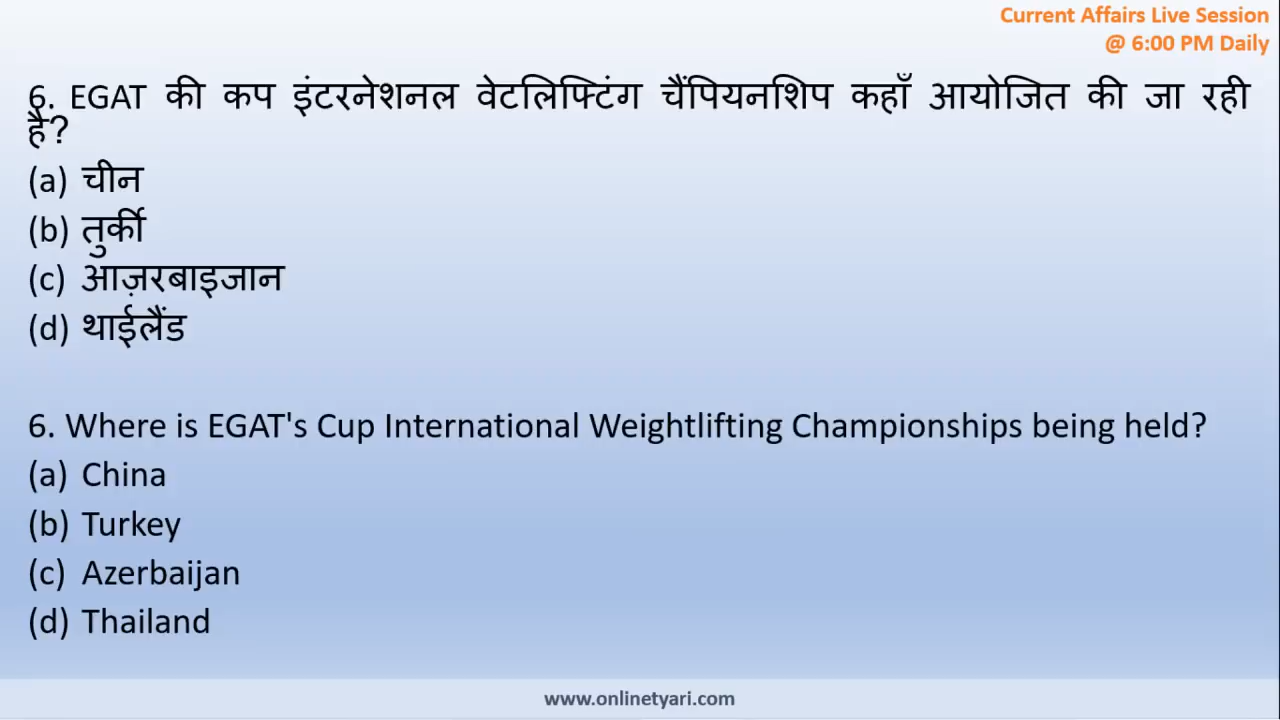 Current Affairs Live Session
@ 6:00 PM Daily
6. EGAT की कप इंटरनेशनल वेटलिफ्टिंग चैंपियनशिप कहाँ आयोजित की जा रही
है?
(a) चीन
(b) तुर्की
(c) आज़रबाइजान
(d) थाईलैंड
6. Where is EGAT's Cup International Weightlifting Championships being held?
(a) China
(b) Turkey
(c) Azerbaijan
(d) Thailand
www.onlinetyari.com